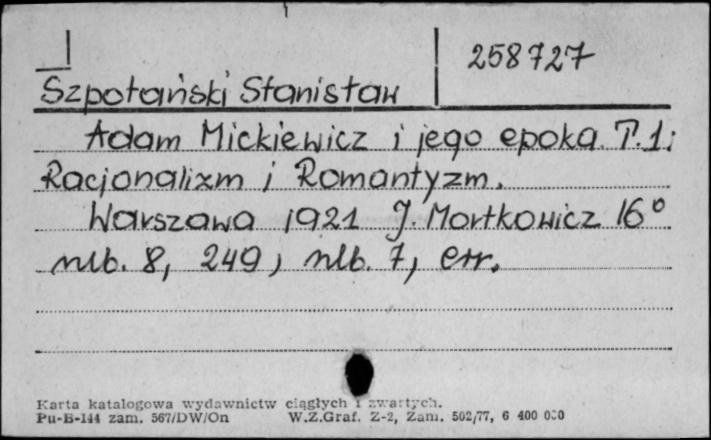 258727
Szpotański Stanisław
Adam Mickiewicz i jego epoka. T.1:
Racjonalizm i Romantyzm.
Warszawa 1921 J. Mortkowicz 16°
nlb. 8, 249, nlb. 7, err.
Karta katalogowa wydawnictw ciągłych i zwartych.
Pu-B-144 zam. 567/DW/On W.Z.Graf. Z-2, Zam. 502/77, 6 400 000